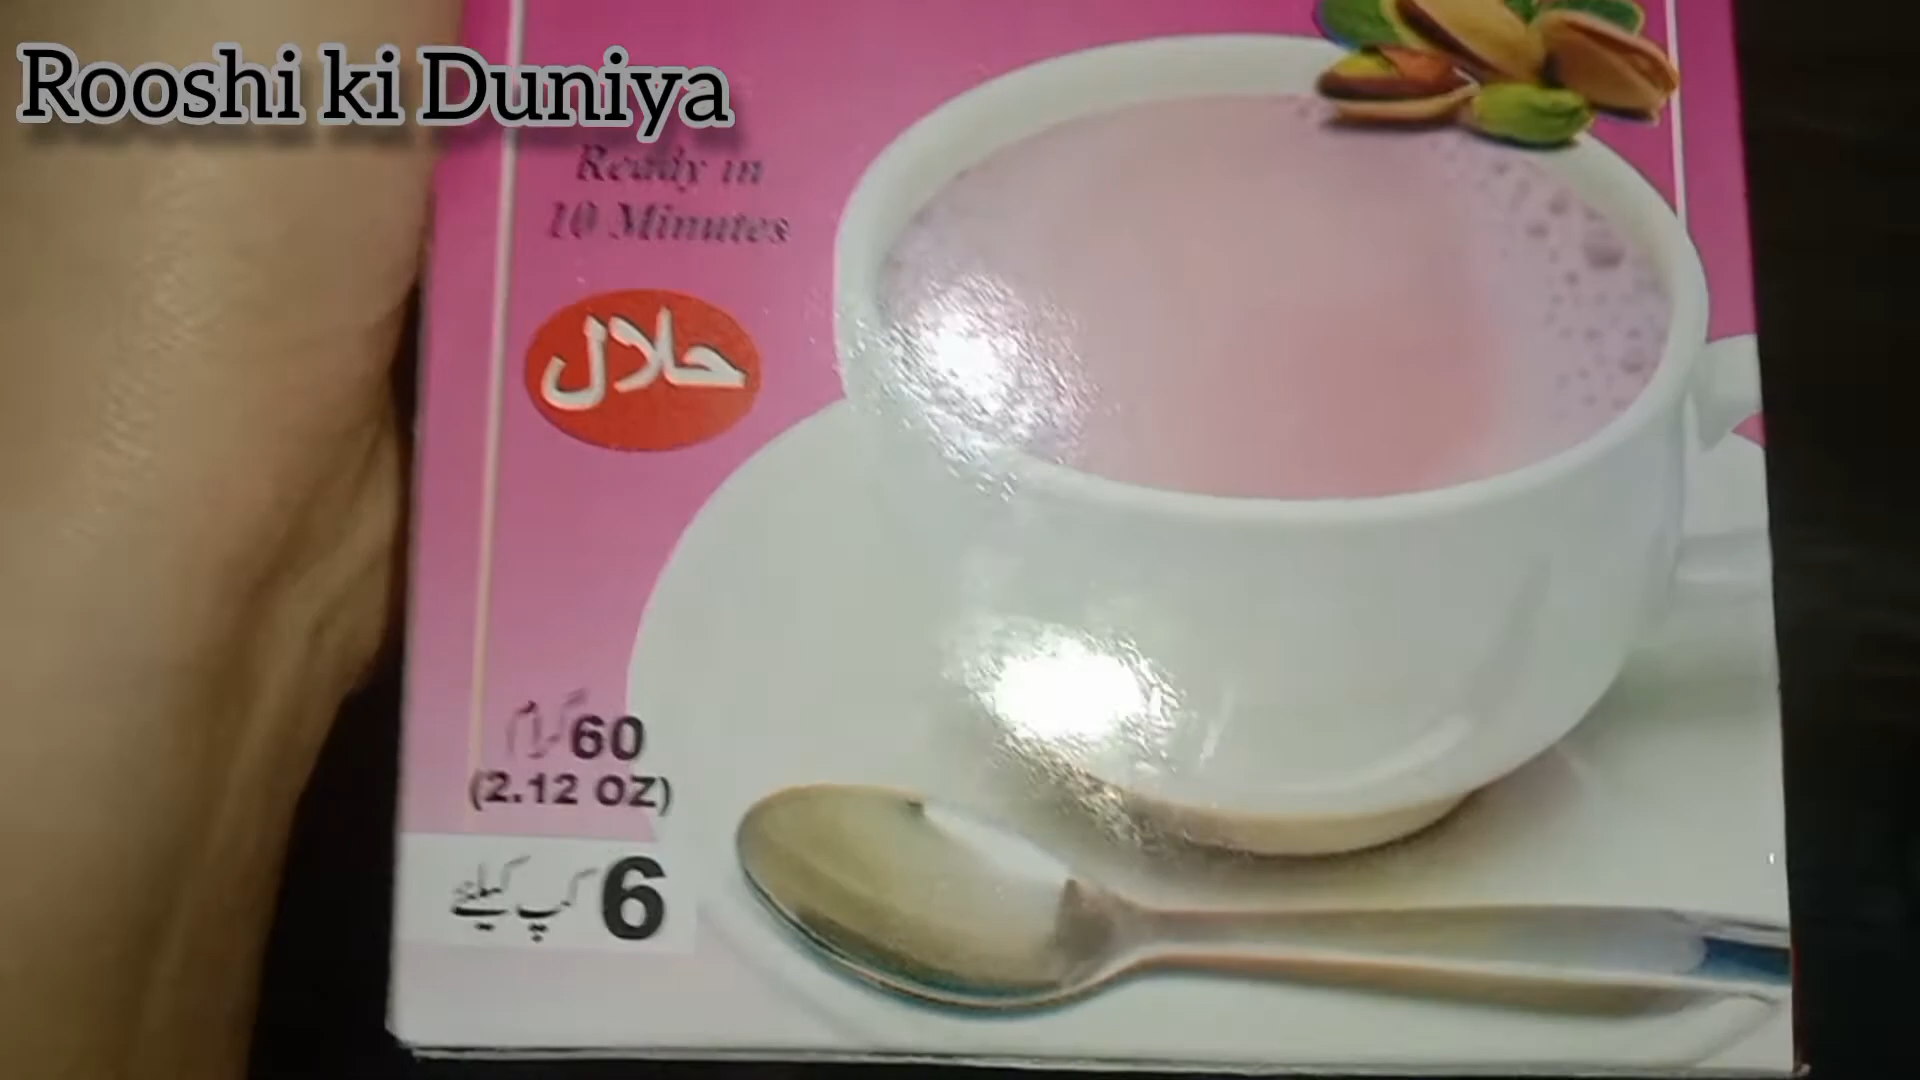 Rooshi ki Duniya
Ready in
10 Minutes
حلال
60 گرام
(2.12 OZ)
6 کپ کیلئے